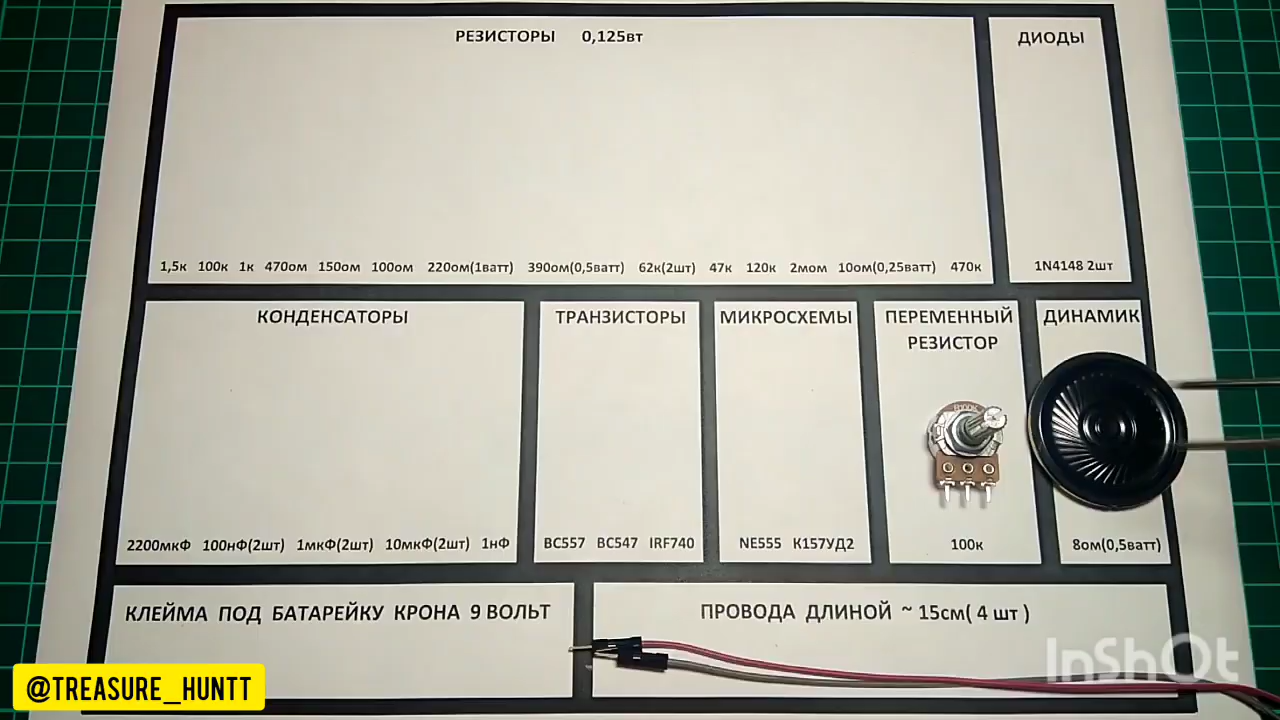 РЕЗИСТОРЫ 0,125вт
ДИОДЫ
1,5к 100к 1к 470ом 150ом 100ом 220ом(1ватт) 390ом(0,5ватт) 62к(2шт) 47к 120к 2мом 10ом(0,25ватт) 470к
1N4148 2шт
КОНДЕНСАТОРЫ
ТРАНЗИСТОРЫ
МИКРОСХЕМЫ
ПЕРЕМЕННЫЙ
РЕЗИСТОР
ДИНАМИК
2200мкФ 100нФ(2шт) 1мкФ(2шт) 10мкФ(2шт) 1нФ
BC557 BC547 IRF740
NE555 К157УД2
100к
8ом(0,5ватт)
КЛЕЙМА ПОД БАТАРЕЙКУ КРОНА 9 ВОЛЬТ
ПРОВОДА ДЛИНОЙ ~ 15см( 4 шт )
InShOt
@TREASURE_HUNTT